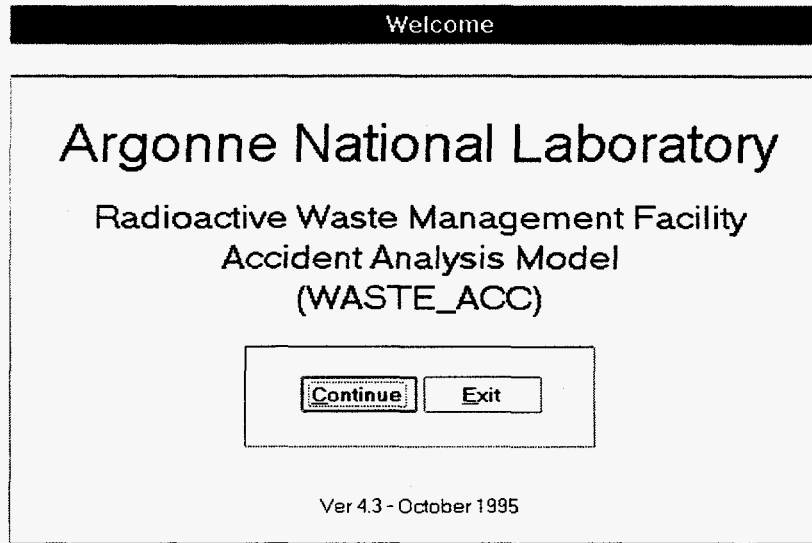 Welcome
Argonne National Laboratory
Radioactive Waste Management Facility
Accident Analysis Model
(WASTE_ACC)
Continue Exit
Ver 4.3 - October 1995